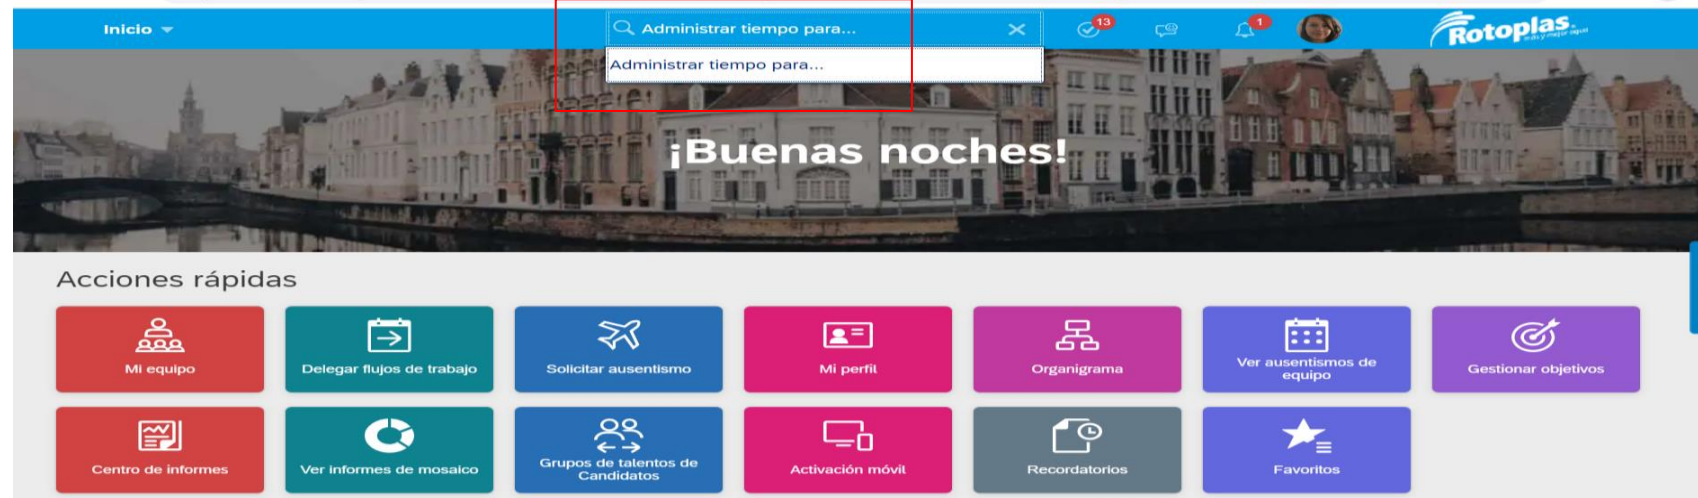 Inicio
Administrar tiempo para...
13
1
Rotoplas
Administrar tiempo para...
¡Buenas noches!
Acciones rápidas
Mi equipo
Delegar flujos de trabajo
Solicitar ausentismo
Mi perfil
Organigrama
Ver ausentismos de
equipo
Gestionar objetivos
Centro de informes
Ver informes de mosaico
Grupos de talentos de
Candidatos
Activación móvil
Recordatorios
Favoritos